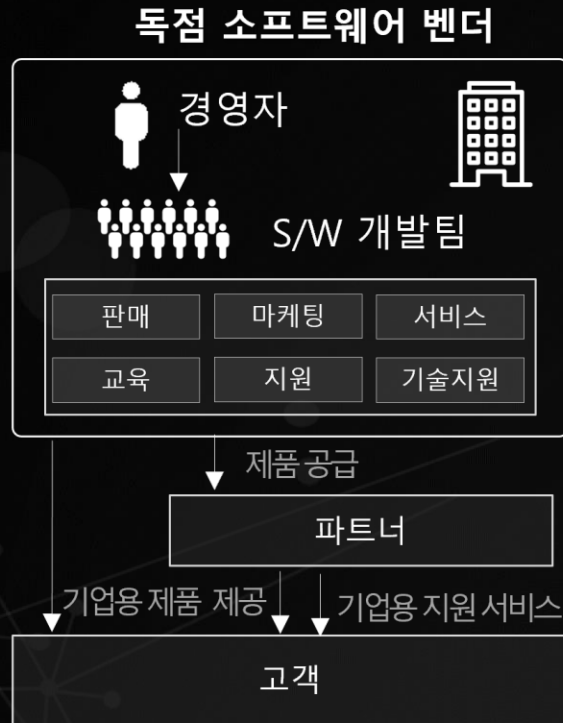 독점 소프트웨어 벤더
경영자
S/W 개발팀
판매 마케팅 서비스
교육 지원 기술지원
제품 공급
파트너
기업용 제품 제공 기업용 지원 서비스
고객